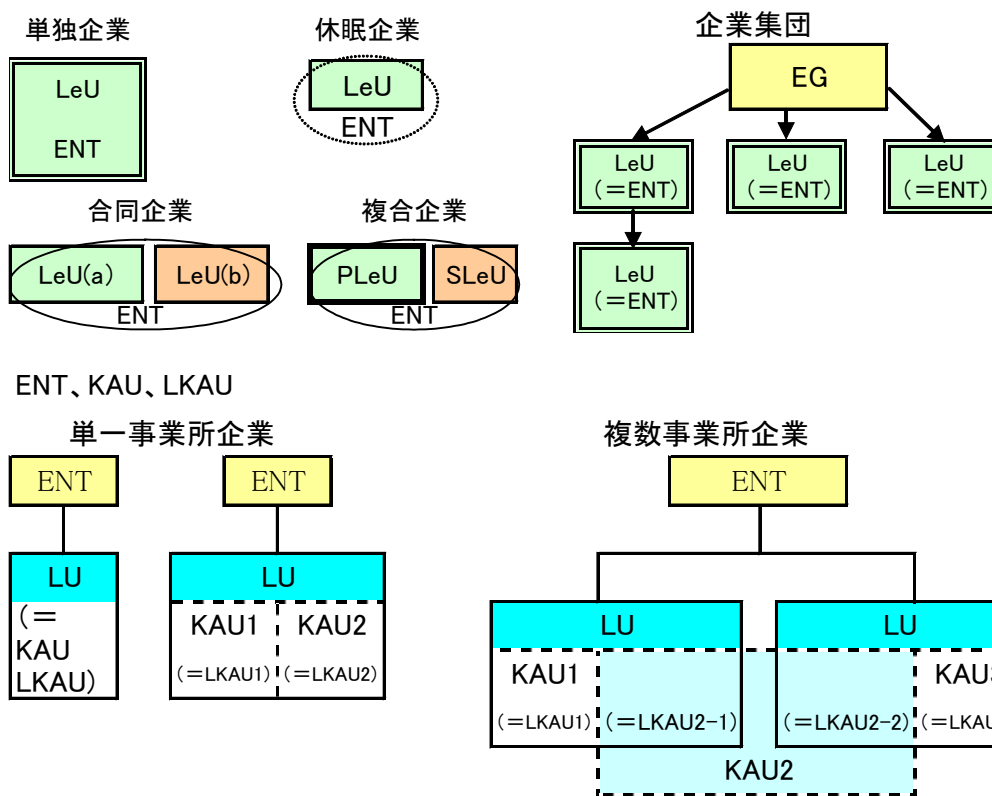 単独企業
休眠企業
企業集団
LeU
ENT
LeU
ENT
EG
LeU
(=ENT)
LeU
(=ENT)
LeU
(=ENT)
LeU
(=ENT)
合同企業
複合企業
LeU(a)
LeU(b)
ENT
PLeU
SLeU
ENT
ENT、KAU、LKAU
単一事業所企業
複数事業所企業
ENT
ENT
ENT
LU
(=
KAU
LKAU)
LU
KAU1
KAU2
(=LKAU1)
(=LKAU2)
LU
LU
KAU1
(=LKAU1)
(=LKAU2-1)
(=LKAU2-2)
KAU2